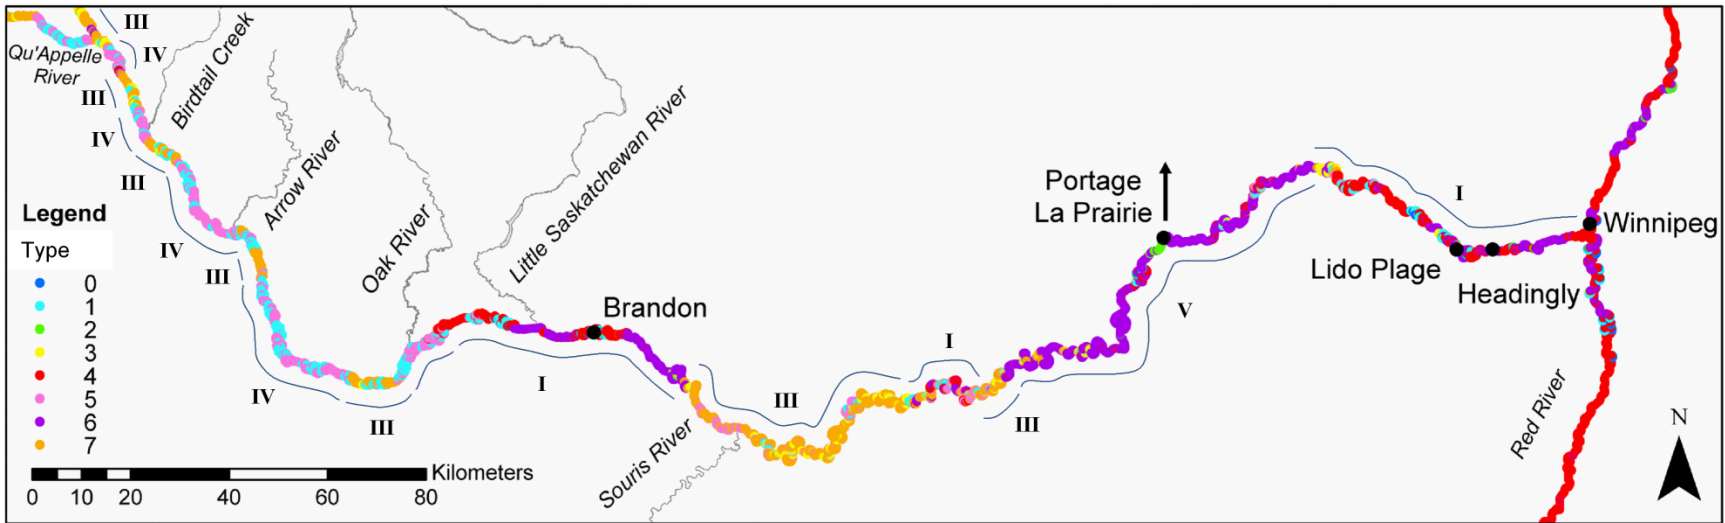 III
IV
Qu'Appelle
River
III
Birdtail Creek
IV
III
Arrow River
IV
III
Oak River
Little Saskatchewan River
Brandon
IV
III
I
III
Souris River
I
III
V
Portage
La Prairie
I
Winnipeg
Lido Plage
Headingly
Red River
N
Legend
Type
0
1
2
3
4
5
6
7
Kilometers
0 10 20 40 60 80